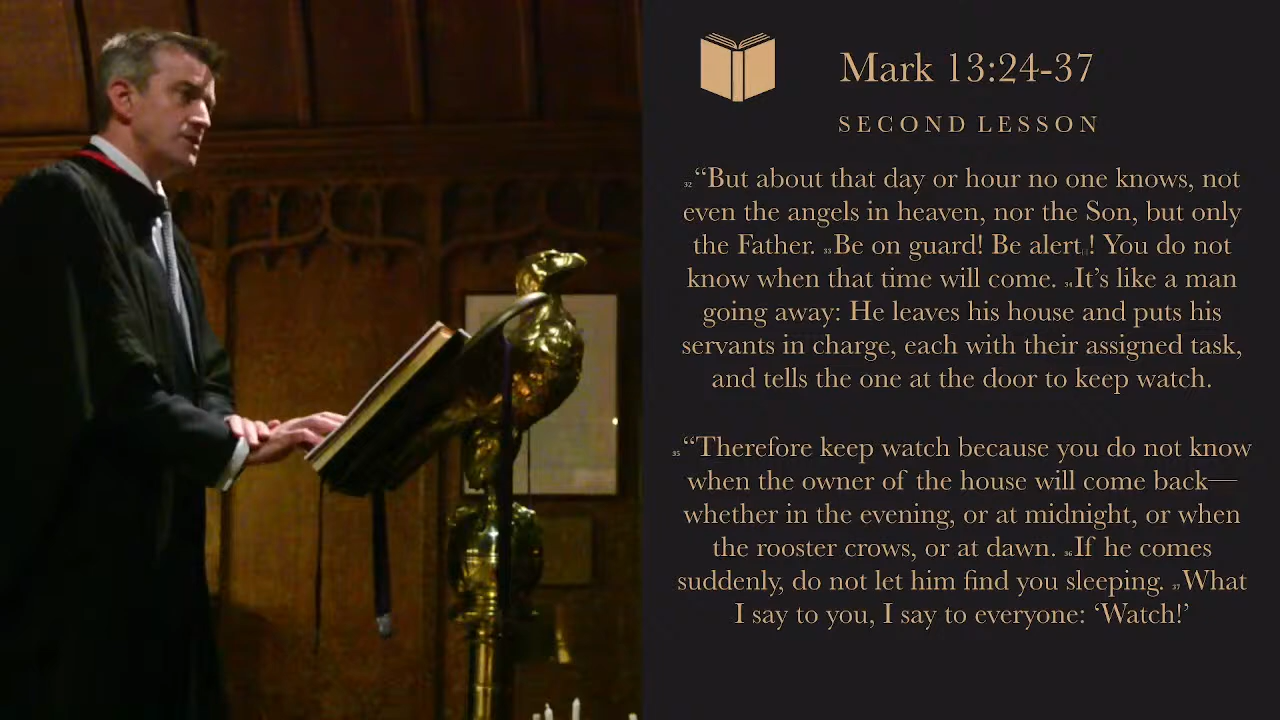 Mark 13:24-37
SECOND LESSON
32 “But about that day or hour no one knows, not
even the angels in heaven, nor the Son, but only
the Father. 33 Be on guard! Be alert! You do not
know when that time will come. 34 It’s like a man
going away: He leaves his house and puts his
servants in charge, each with their assigned task,
and tells the one at the door to keep watch.
35 “Therefore keep watch because you do not know
when the owner of the house will come back—
whether in the evening, or at midnight, or when
the rooster crows, or at dawn. 36 If he comes
suddenly, do not let him find you sleeping. 37 What
I say to you, I say to everyone: ‘Watch!’